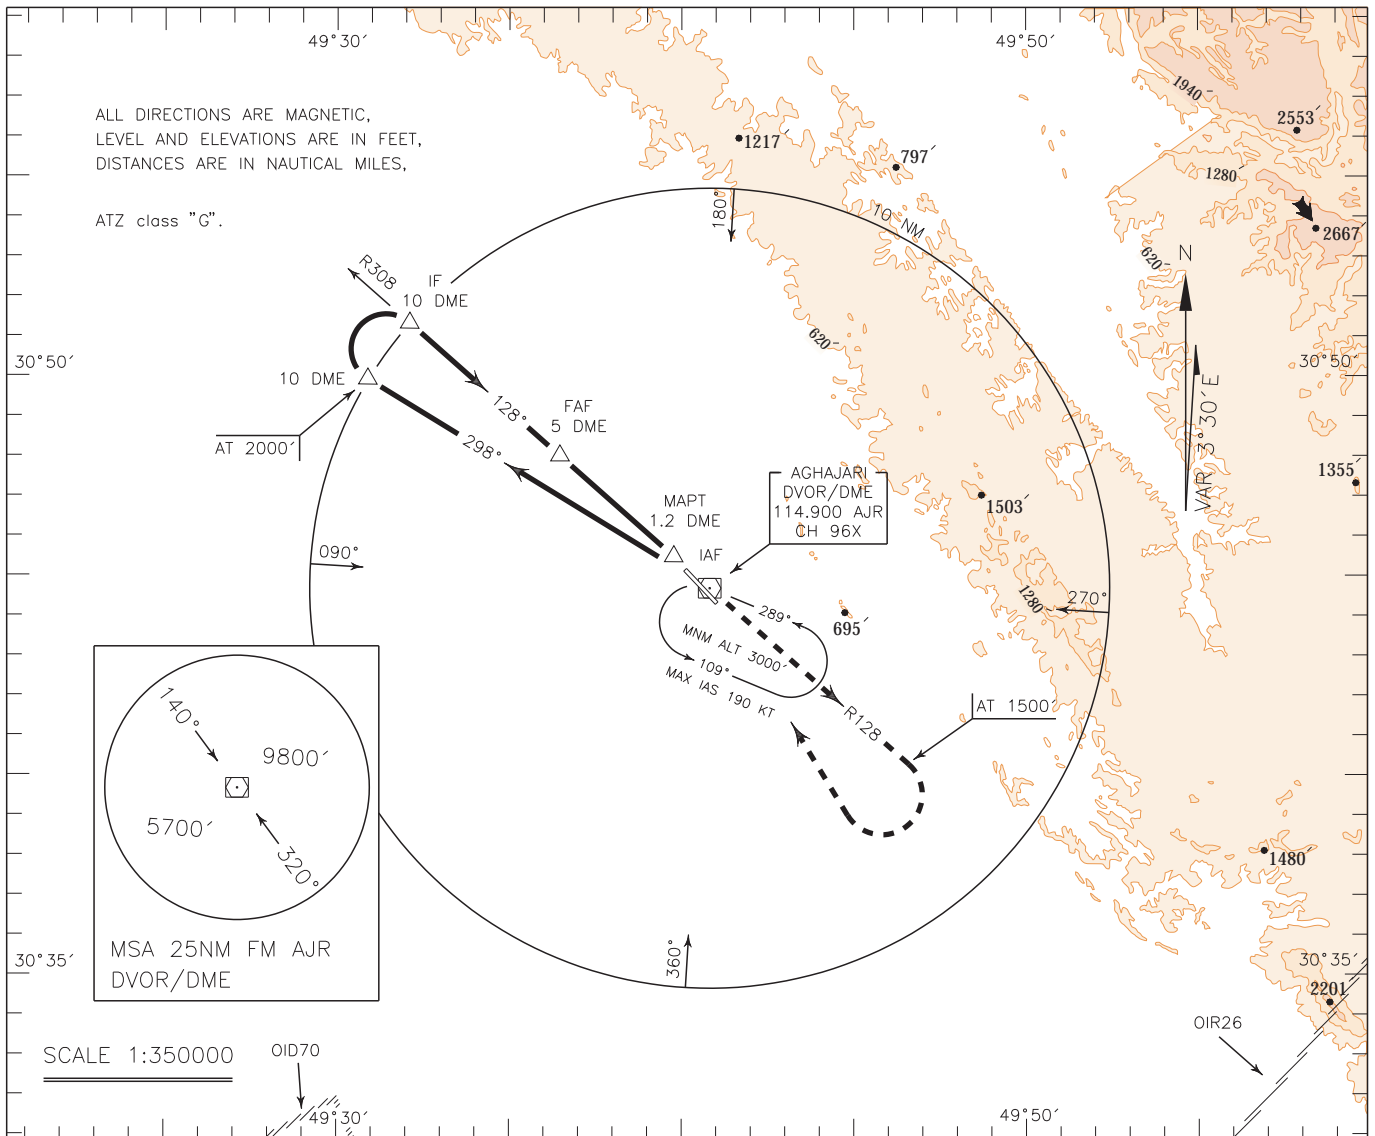 49°30′
49°50′
ALL DIRECTIONS ARE MAGNETIC,
LEVEL AND ELEVATIONS ARE IN FEET,
DISTANCES ARE IN NAUTICAL MILES,
ATZ class "G".
1940′
2553′
1217′
797′
1280′
2667′
180°
10 NM
620′
N
R308
IF
10 DME
620′
30°50′
30°50′
10 DME
VAR 3°30′E
128°
FAF
5 DME
AT 2000′
298°
1355′
AGHAJARI
DVOR/DME
114.900 AJR
CH 96X
MAPT
1.2 DME
1503′
090°
IAF
289°
695′
1280′
270°
MNM ALT 3000′
109°
MAX IAS 190 KT
R128
AT 1500′
140°
9800′
5700′
320°
1480′
MSA 25NM FM AJR
DVOR/DME
360°
30°35′
30°35′
2201
OIR26
SCALE 1:350000
OID70
49°30′
49°50′